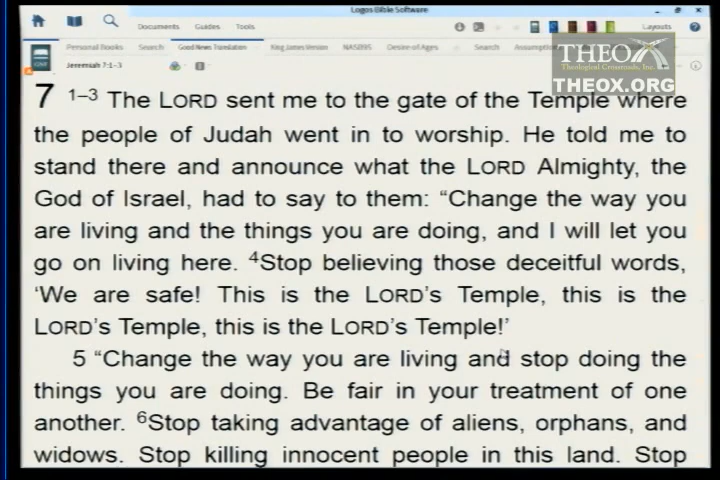 Logos Bible Software
Documents Guides Tools Layouts
Personal Books Search Good News Translation King James Version NASB95 Desire of Ages Search
Jeremiah 7:1–3
THEOX
Theological Crossroads, Inc.
THEOX.ORG
7 1–3 The LORD sent me to the gate of the Temple where
the people of Judah went in to worship. He told me to
stand there and announce what the LORD Almighty, the
God of Israel, had to say to them: “Change the way you
are living and the things you are doing, and I will let you
go on living here. 4Stop believing those deceitful words,
‘We are safe! This is the LORD’s Temple, this is the
LORD’s Temple, this is the LORD’s Temple!’
5 “Change the way you are living and stop doing the
things you are doing. Be fair in your treatment of one
another. 6Stop taking advantage of aliens, orphans, and
widows. Stop killing innocent people in this land. Stop